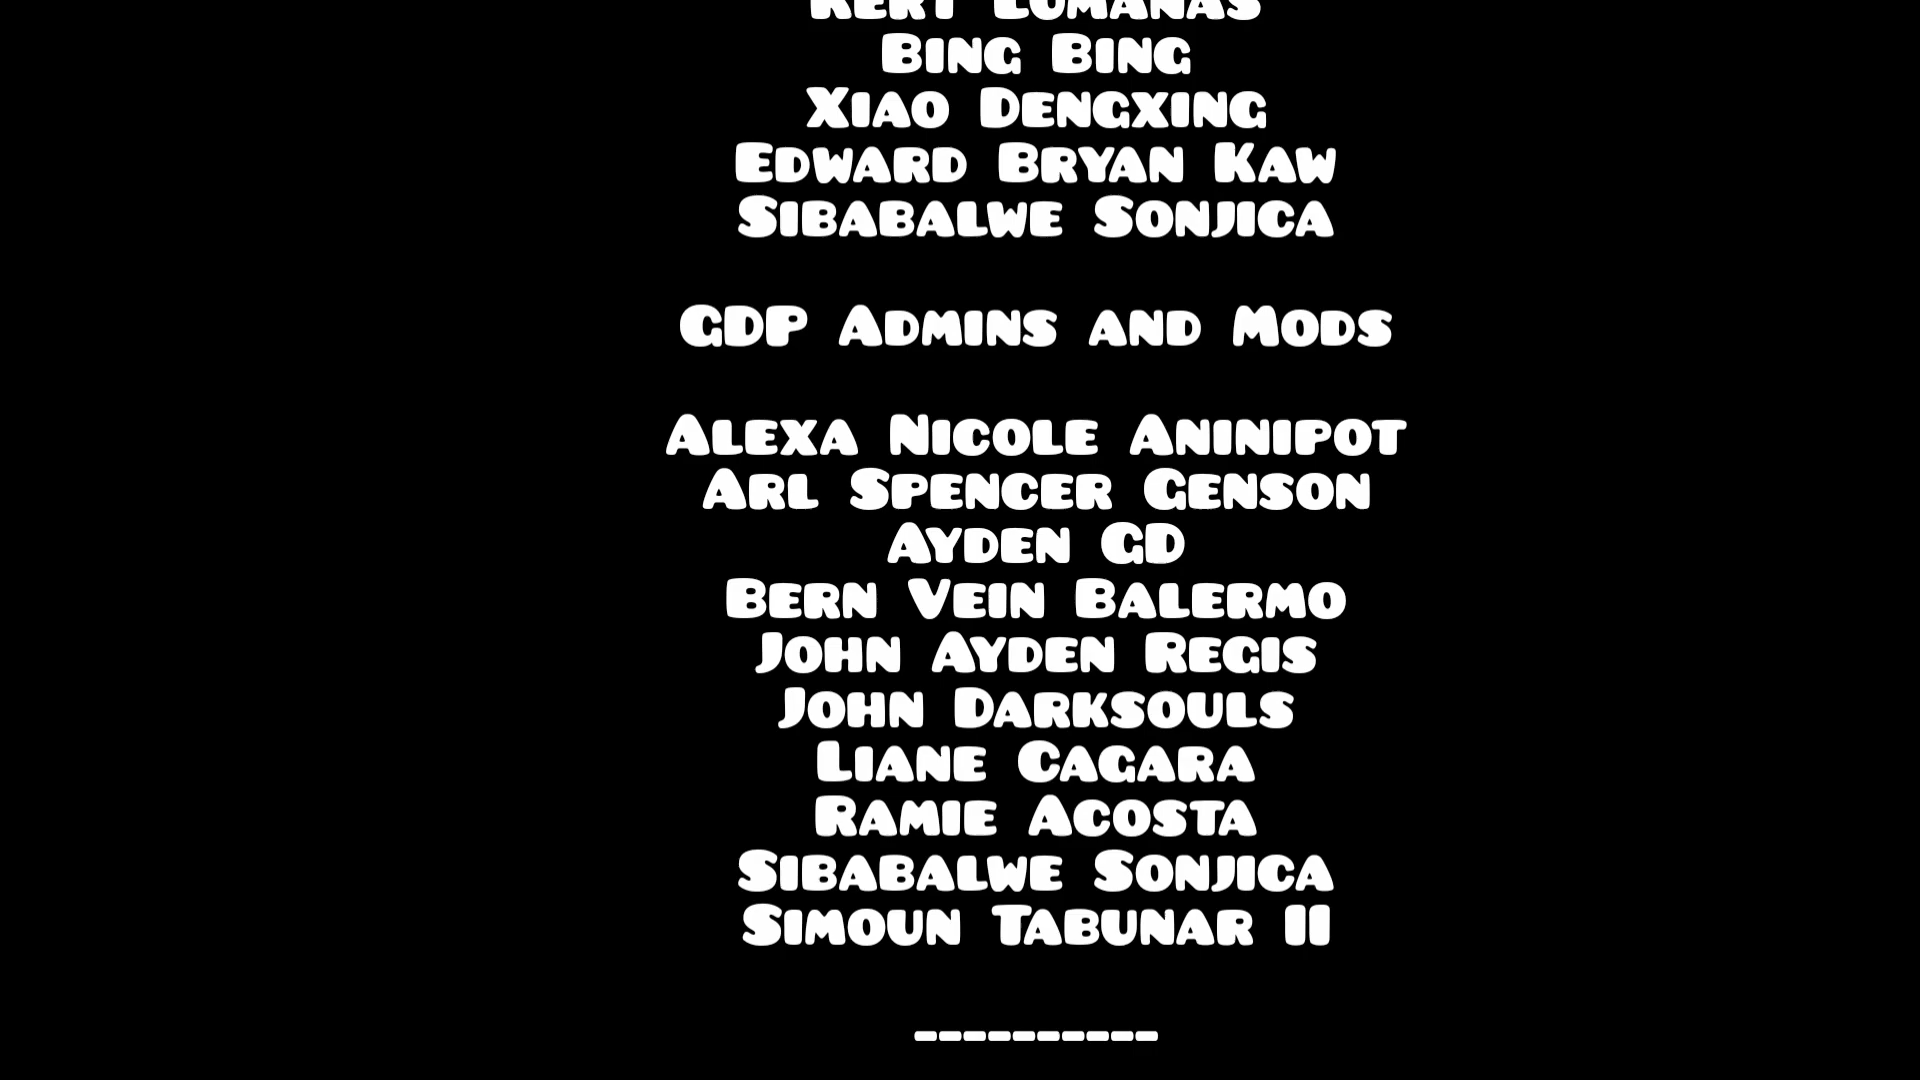 Kert Lomanas
Bing Bing
Xiao Dengxing
Edward Bryan Kaw
Sibabalwe Sonjica
GDP Admins and Mods
Alexa Nicole Aninipot
Arl Spencer Genson
Ayden GD
Bern Vein Balermo
John Ayden Regis
John Darksouls
Liane Cagara
Ramie Acosta
Sibabalwe Sonjica
Simoun Tabunar II
----------